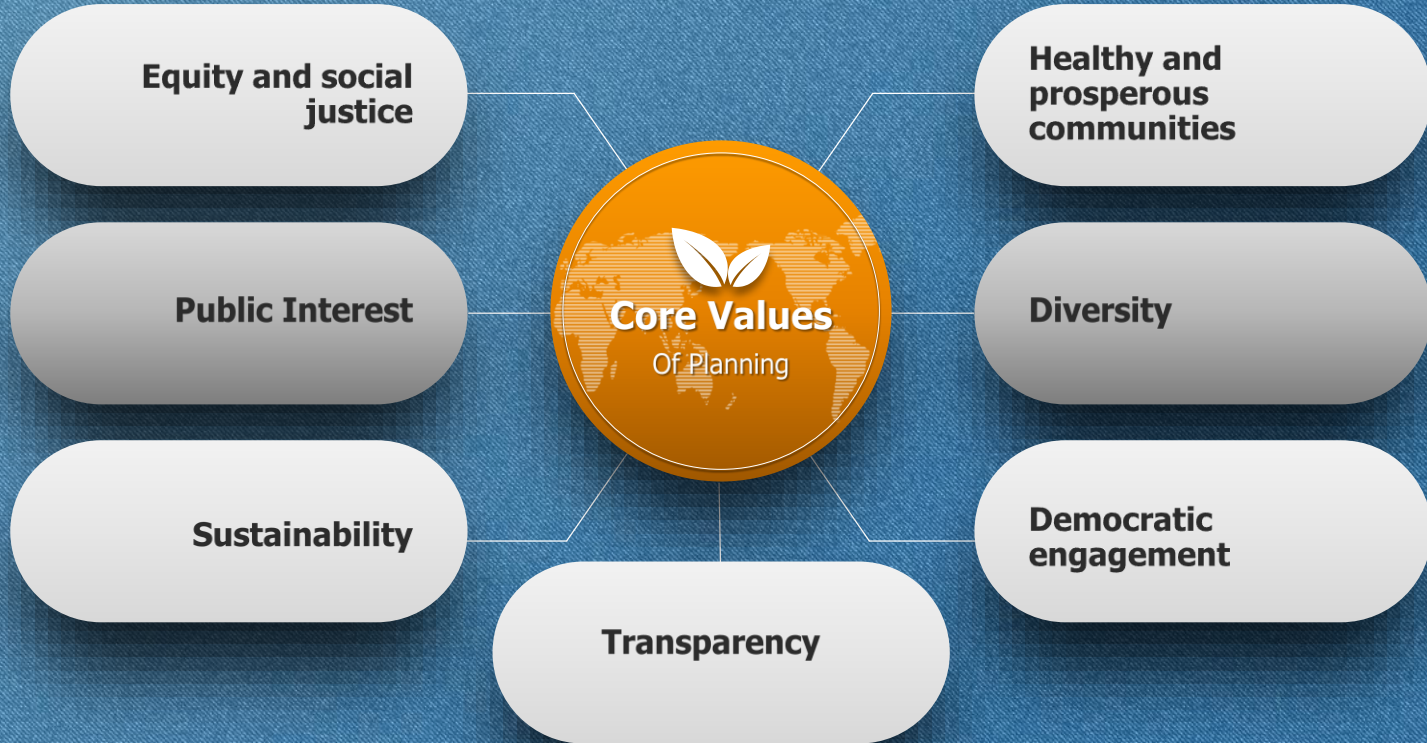 Equity and social
justice
Healthy and
prosperous
communities
Core Values
Of Planning
Public Interest
Diversity
Sustainability
Democratic
engagement
Transparency